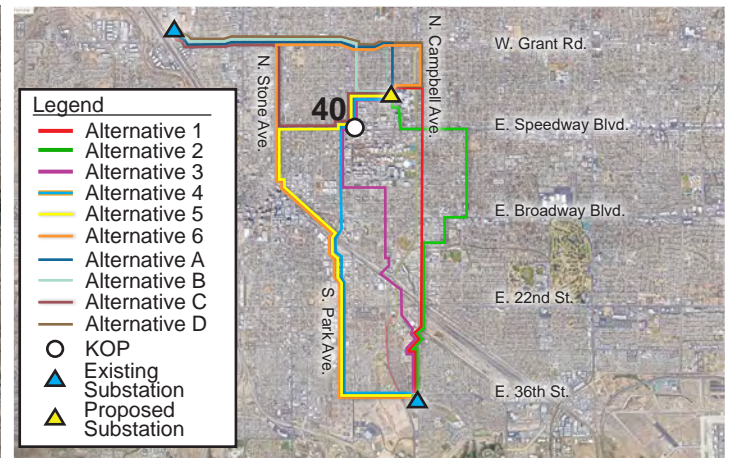 N. Campbell Ave.
W. Grant Rd.
N. Stone Ave.
40
E. Speedway Blvd.
E. Broadway Blvd.
E. 22nd St.
S. Park Ave.
E. 36th St.
Legend
Alternative 1
Alternative 2
Alternative 3
Alternative 4
Alternative 5
Alternative 6
Alternative A
Alternative B
Alternative C
Alternative D
KOP
Existing
Substation
Proposed
Substation